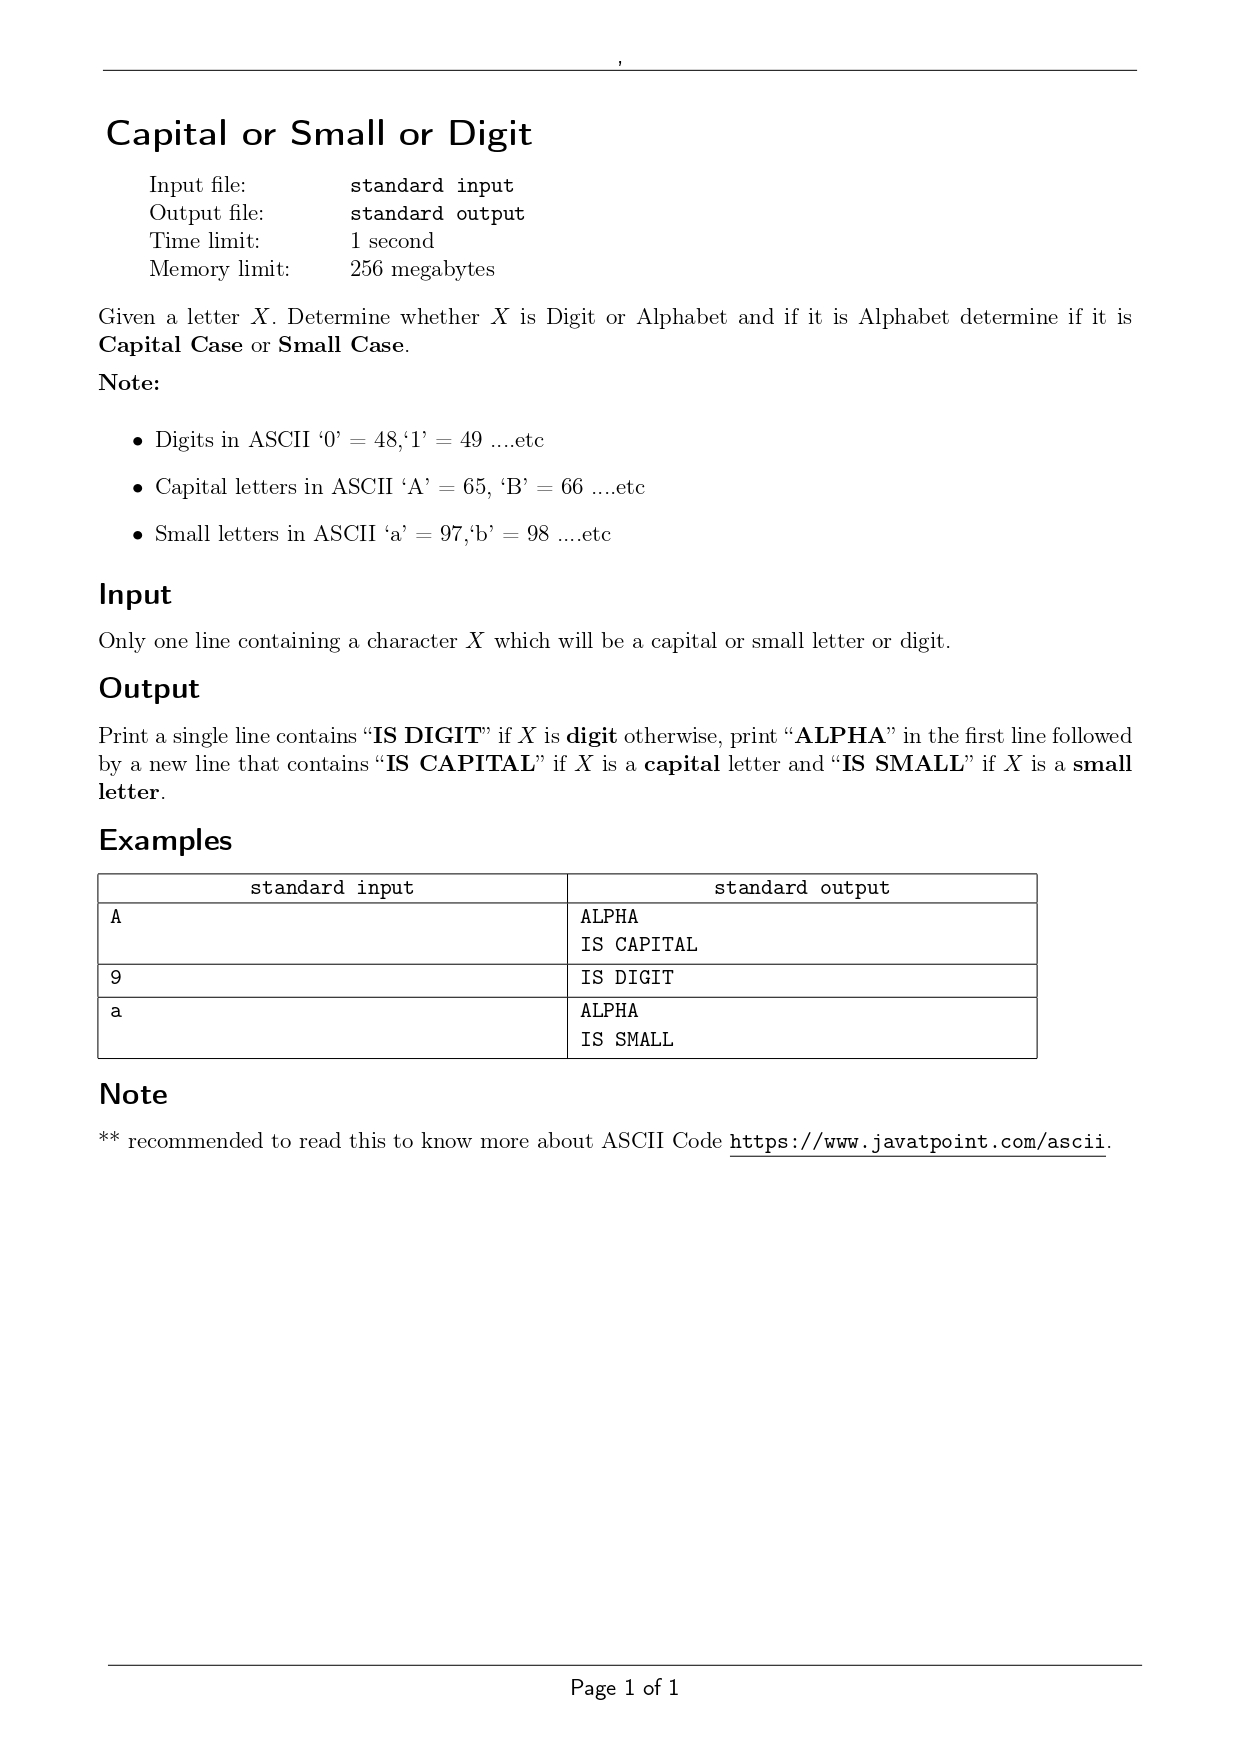 ,
Capital or Small or Digit
Input file: standard input
Output file: standard output
Time limit: 1 second
Memory limit: 256 megabytes
Given a letter X. Determine whether X is Digit or Alphabet and if it is Alphabet determine if it is
Capital Case or Small Case.
Note:
• Digits in ASCII ‘0’ = 48,‘1’ = 49 ....etc
• Capital letters in ASCII ‘A’ = 65, ‘B’ = 66 ....etc
• Small letters in ASCII ‘a’ = 97,‘b’ = 98 ....etc
Input
Only one line containing a character X which will be a capital or small letter or digit.
Output
Print a single line contains “IS DIGIT” if X is digit otherwise, print “ALPHA” in the first line followed
by a new line that contains “IS CAPITAL” if X is a capital letter and “IS SMALL” if X is a small
letter.
Examples
standard input standard output
A ALPHA
IS CAPITAL
9 IS DIGIT
a ALPHA
IS SMALL
Note
** recommended to read this to know more about ASCII Code https://www.javatpoint.com/ascii.
Page 1 of 1